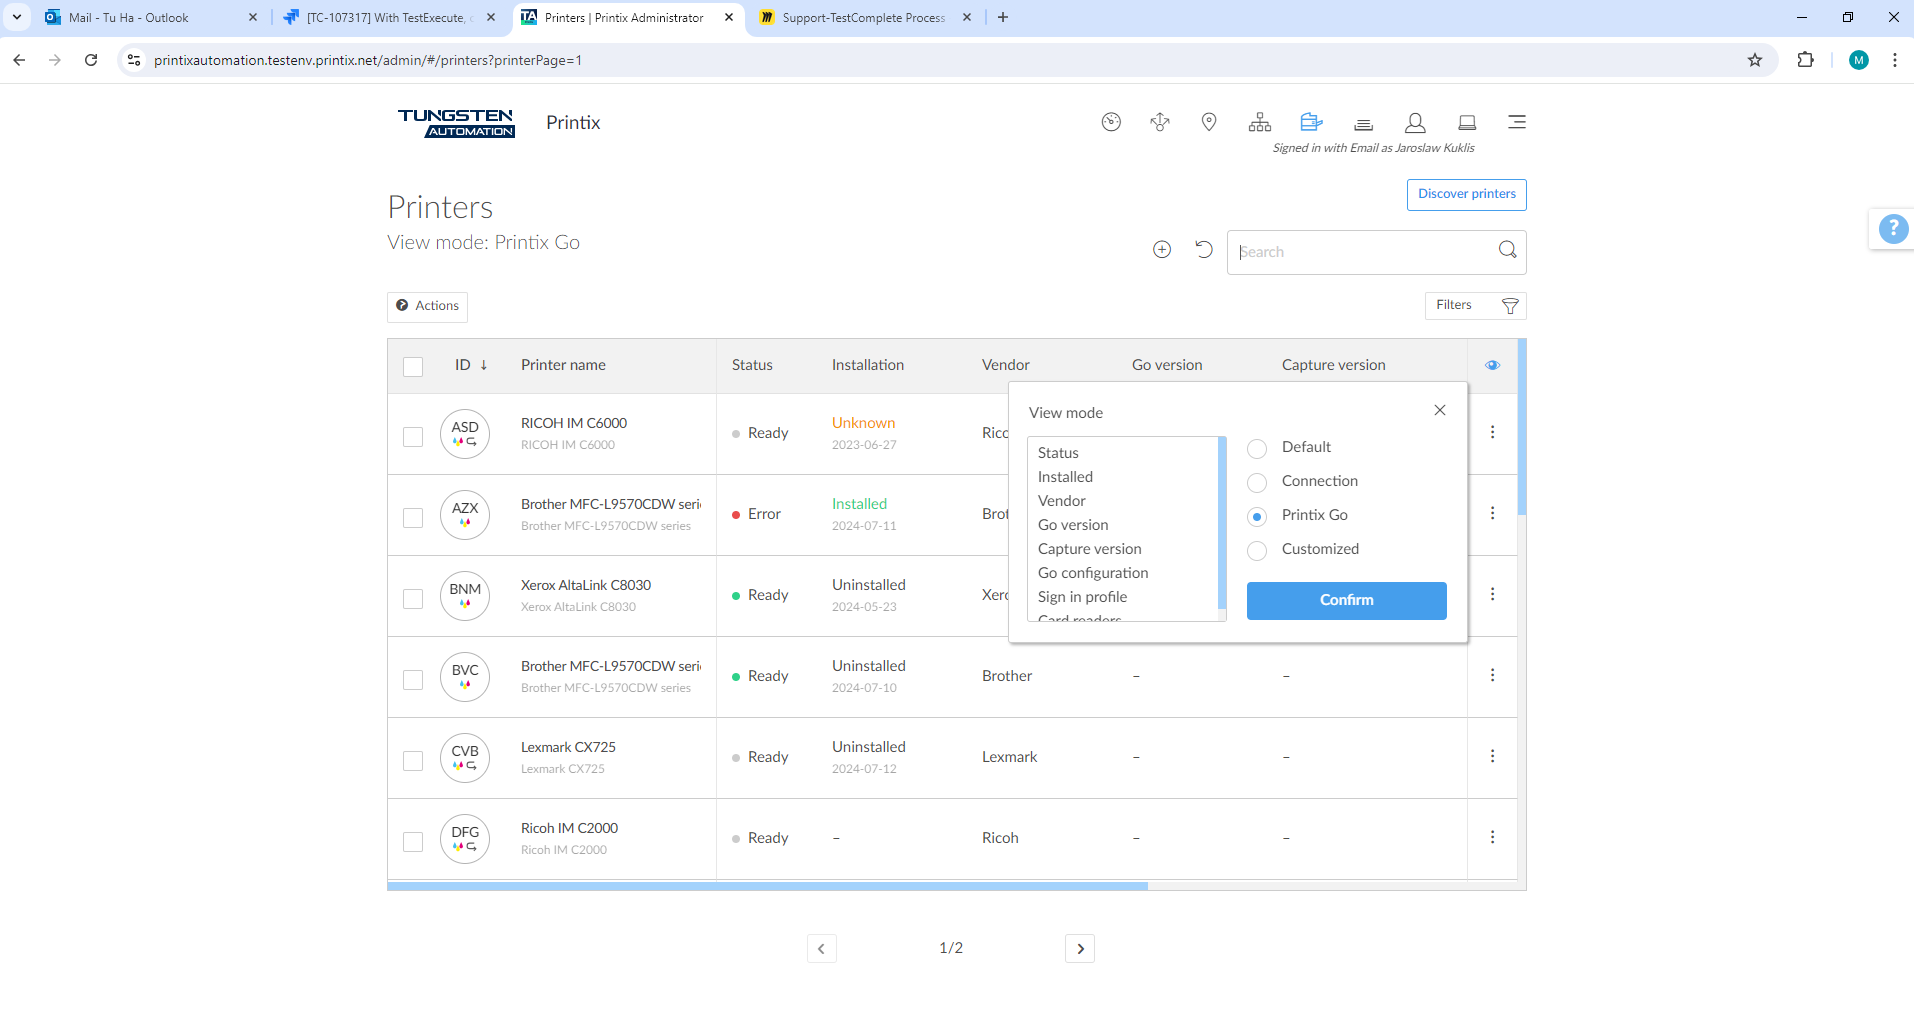 Mail - Tu Ha - Outlook
[TC-107317] With TestExecute,
Printers | Printix Administrator
Support-TestComplete Process
printixautomation.testenv.printix.net/admin/#/printers?printerPage=1
M
TUNGSTEN
AUTOMATION
Printix
Signed in with Email as Jaroslaw Kuklis
Printers
Discover printers
View mode: Printix Go
Search
?
Actions
Filters
ID ↓ Printer name Status Installation Vendor Go version Capture version
ASD RICOH IM C6000 Ready Unknown
RICOH IM C6000 2023-06-27
AZX Brother MFC-L9570CDW seri Error Installed
Brother MFC-L9570CDW series 2024-07-11
BNM Xerox AltaLink C8030 Ready Uninstalled
Xerox AltaLink C8030 2024-05-23
View mode
Status
Installed
Vendor
Go version
Capture version
Go configuration
Sign in profile
Card readers
Default
Connection
Printix Go
Customized
Confirm
BVC Brother MFC-L9570CDW seri Ready Uninstalled Brother – –
Brother MFC-L9570CDW series 2024-07-10
CVB Lexmark CX725 Ready Uninstalled Lexmark – –
Lexmark CX725 2024-07-12
DFG Ricoh IM C2000 Ready – Ricoh – –
Ricoh IM C2000
1/2